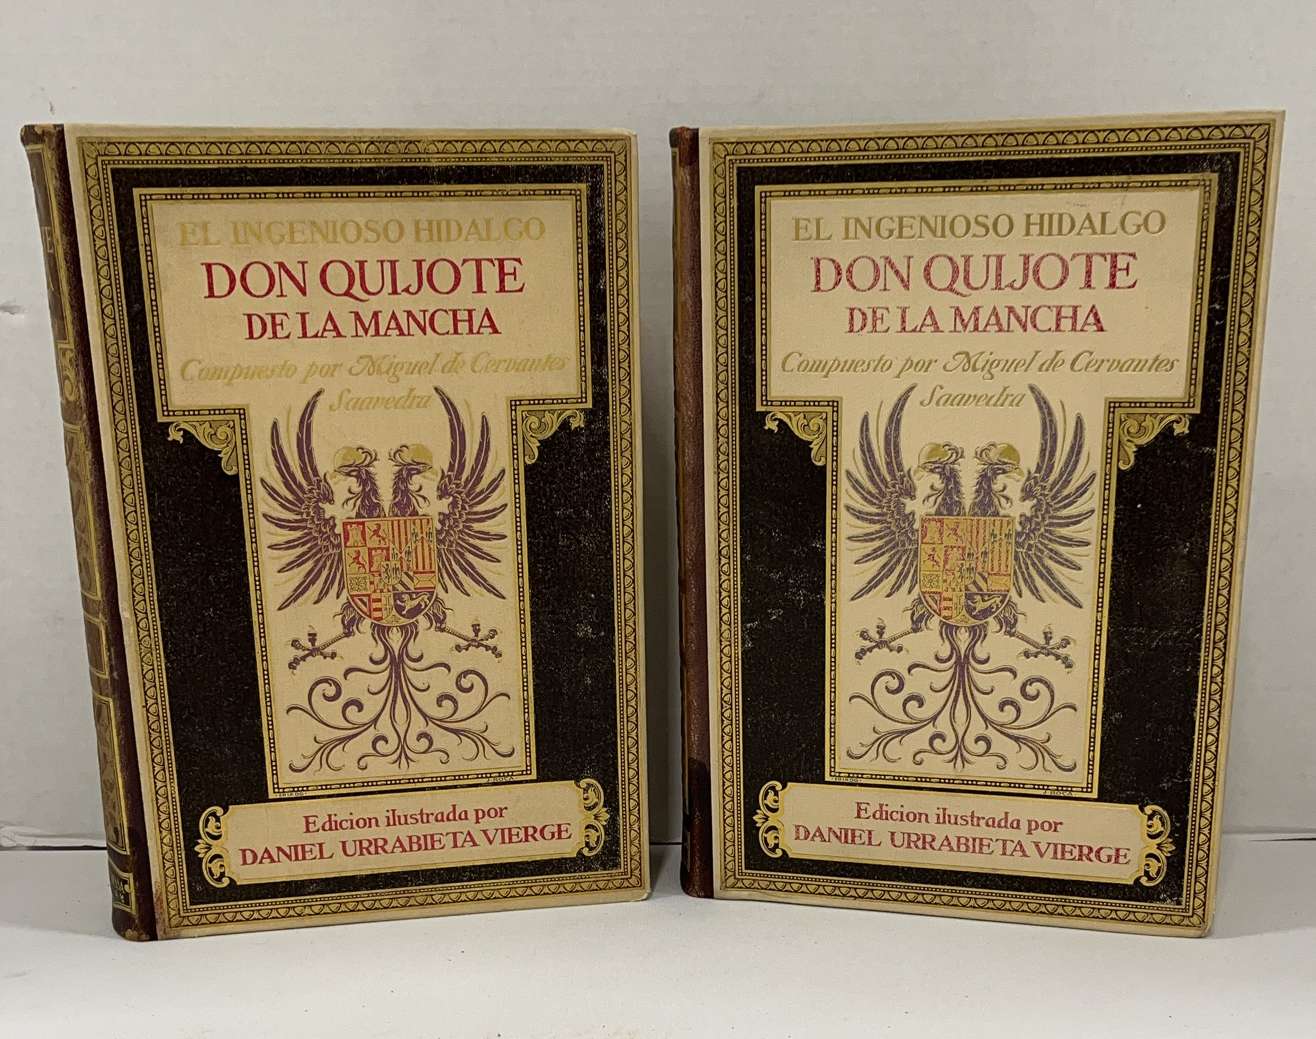 EL INGENIOSO HIDALGO
DON QUIJOTE
DE LA MANCHA
Compuesto por Miguel de Cervantes
Saavedra
Edicion ilustrada por
DANIEL URRABIETA VIERGE
EL INGENIOSO HIDALGO
DON QUIJOTE
DE LA MANCHA
Compuesto por Miguel de Cervantes
Saavedra
Edicion ilustrada por
DANIEL URRABIETA VIERGE